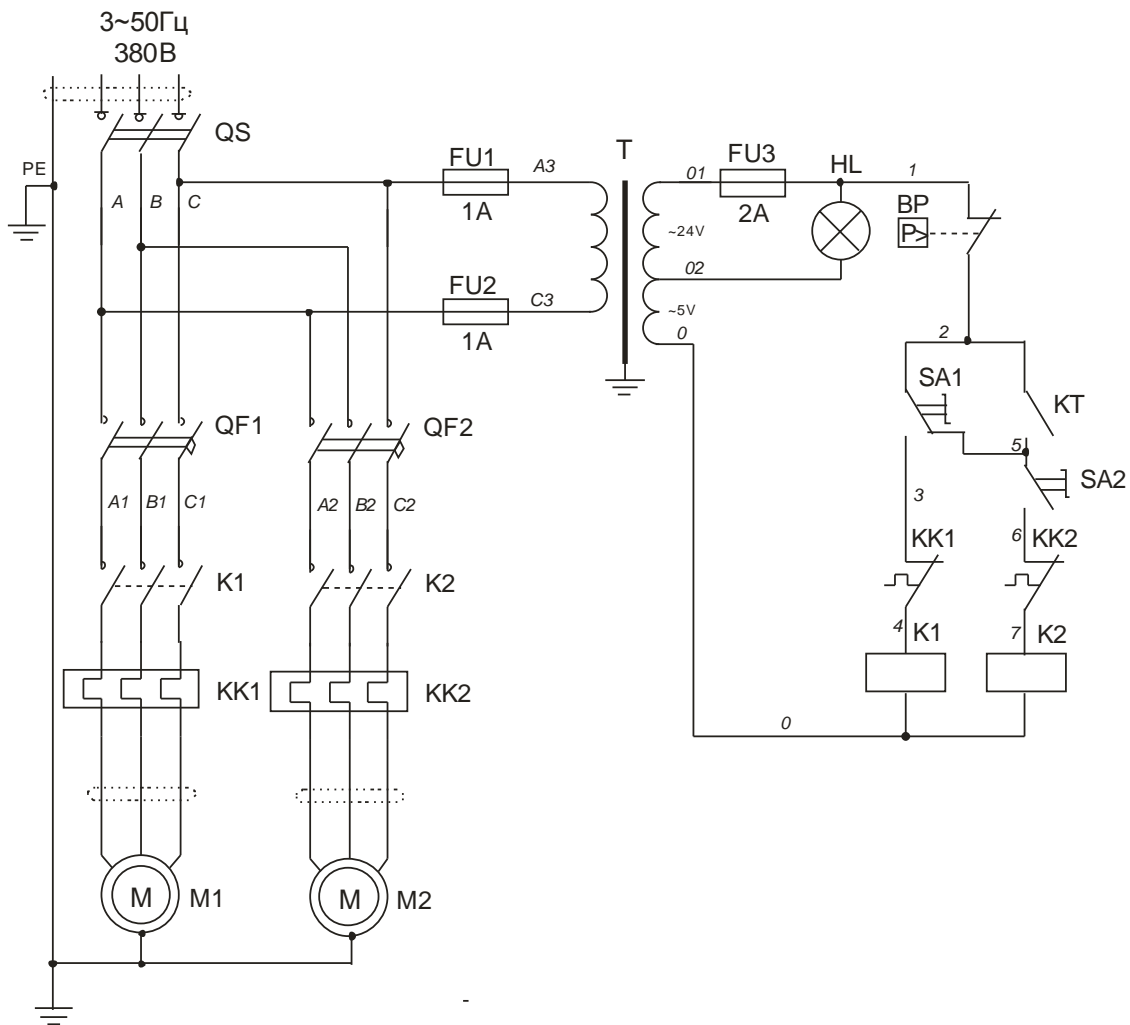 3~50Гц
380В
QS
PE
A
B
C
FU1
1A
A3
T
01
FU3
2A
HL
1
BP
P>
~24V
02
FU2
1A
C3
~5V
0
2
SA1
KT
5
SA2
QF1
QF2
A1
B1
C1
A2
B2
C2
3
KK1
6
KK2
K1
K2
4
K1
7
K2
KK1
KK2
0
M
M1
M
M2
-